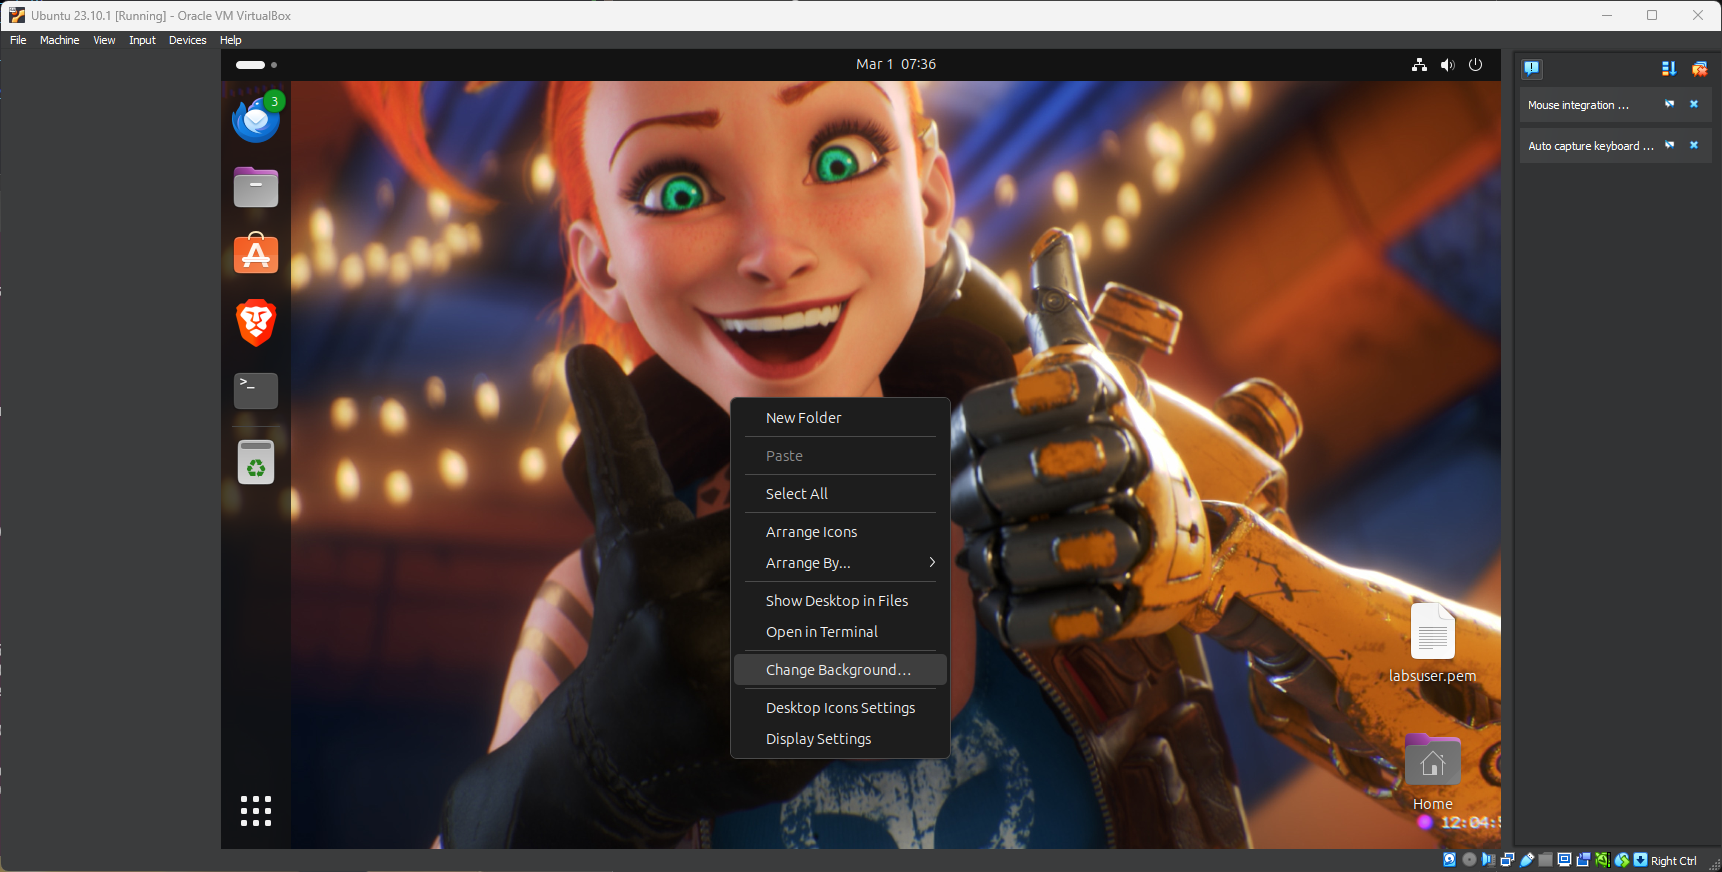 Ubuntu 23.10.1 [Running] - Oracle VM VirtualBox
File Machine View Input Devices Help
Mar 1 07:36
3
Mouse integration ...
Auto capture keyboard ...
>_
New Folder
Paste
Select All
Arrange Icons
Arrange By...
Show Desktop in Files
Open in Terminal
Change Background...
Desktop Icons Settings
Display Settings
labsuser.pem
Home
12:04:5
Right Ctrl